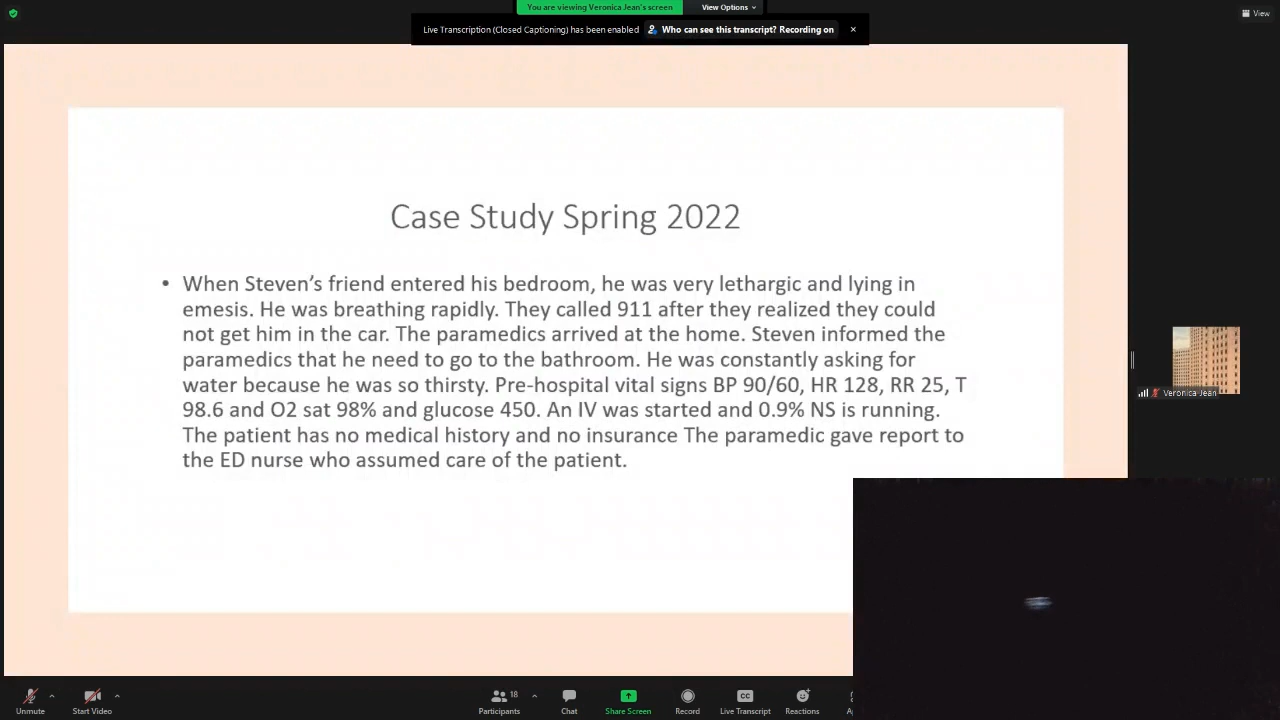 You are viewing Veronica Jean's screen
View Options
View
Live Transcription (Closed Captioning) has been enabled
Who can see this transcript? Recording on
Case Study Spring 2022
• When Steven's friend entered his bedroom, he was very lethargic and lying in
emesis. He was breathing rapidly. They called 911 after they realized they could
not get him in the car. The paramedics arrived at the home. Steven informed the
paramedics that he need to go to the bathroom. He was constantly asking for
water because he was so thirsty. Pre-hospital vital signs BP 90/60, HR 128, RR 25, T
98.6 and O2 sat 98% and glucose 450. An IV was started and 0.9% NS is running.
The patient has no medical history and no insurance The paramedic gave report to
the ED nurse who assumed care of the patient.
Veronica Jean
Unmute
Start Video
18
Participants
Chat
Share Screen
Record
CC
Live Transcript
Reactions